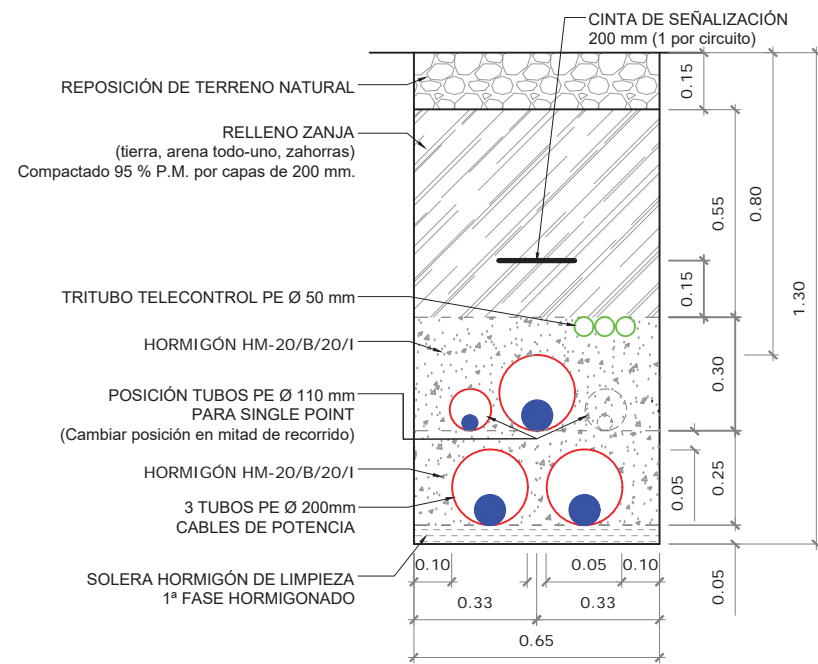 CINTA DE SEÑALIZACIÓN
200 mm (1 por circuito)
REPOSICIÓN DE TERRENO NATURAL
RELLENO ZANJA
(tierra, arena todo-uno, zahorras)
Compactado 95 % P.M. por capas de 200 mm.
TRITUBO TELECONTROL PE Ø 50 mm
HORMIGÓN HM-20/B/20/I
POSICIÓN TUBOS PE Ø 110 mm
PARA SINGLE POINT
(Cambiar posición en mitad de recorrido)
HORMIGÓN HM-20/B/20/I
3 TUBOS PE Ø 200mm
CABLES DE POTENCIA
SOLERA HORMIGÓN DE LIMPIEZA
1ª FASE HORMIGONADO
0.15
0.55
0.80
0.15
1.30
0.30
0.05
0.25
0.05
0.10
0.05
0.10
0.33
0.33
0.65